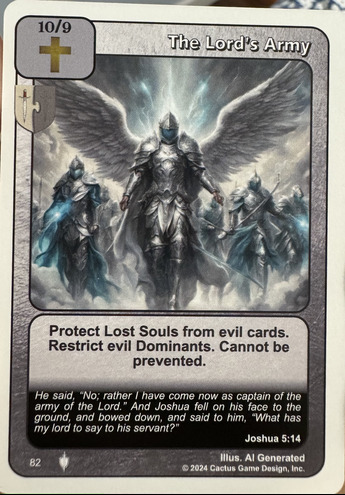 10/9
The Lord's Army
Protect Lost Souls from evil cards.
Restrict evil Dominants. Cannot be
prevented.
He said, "No; rather I have come now as captain of the
army of the Lord." And Joshua fell on his face to the
ground, and bowed down, and said to him, "What has
my lord to say to his servant?"
Joshua 5:14
Illus. AI Generated
82
© 2024 Cactus Game Design, Inc.